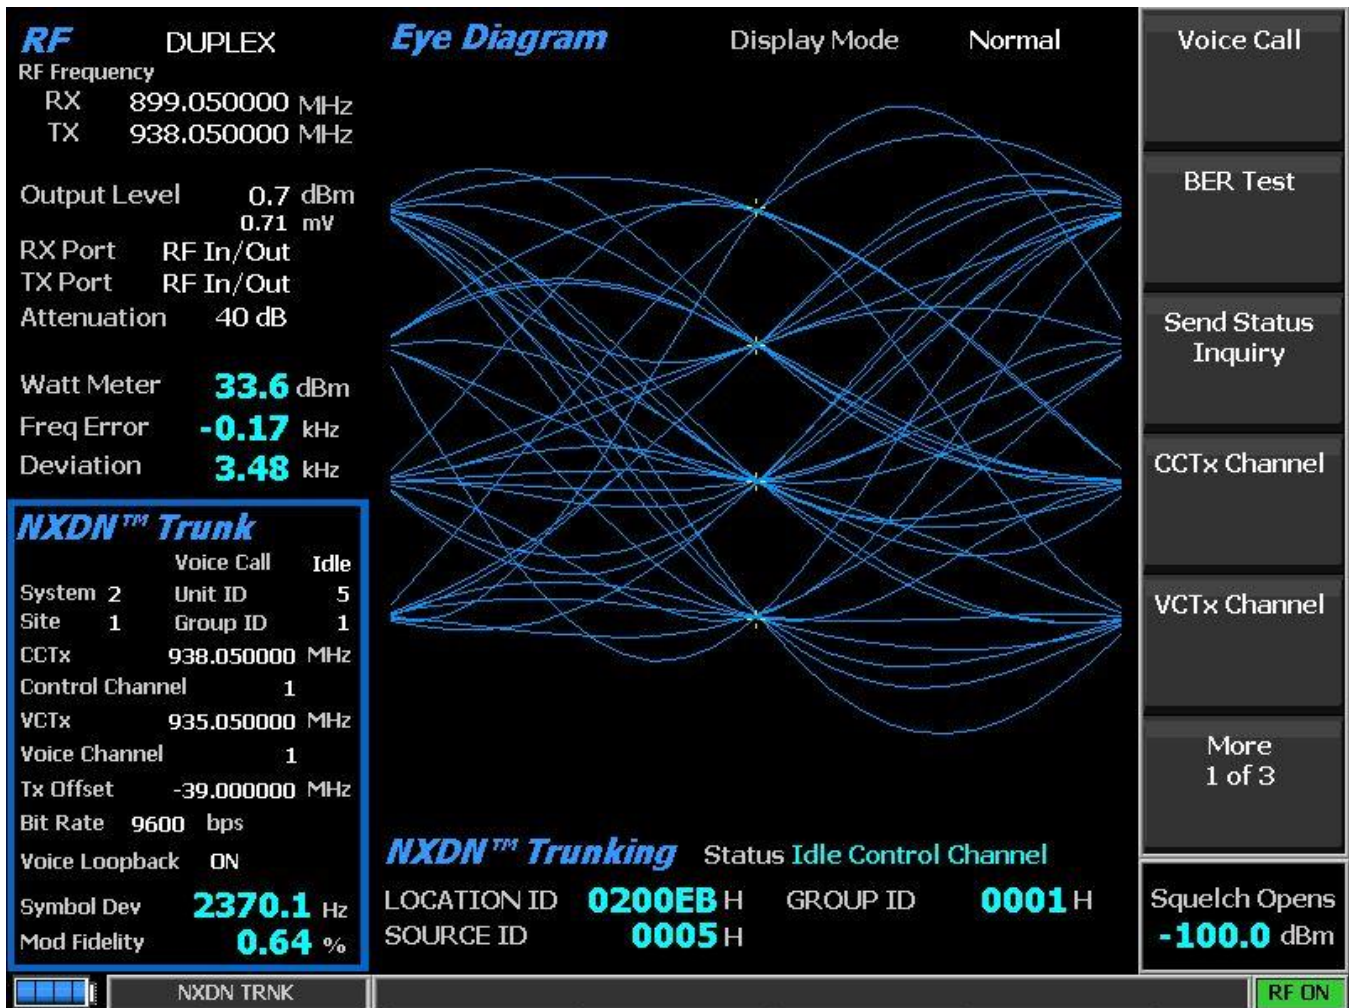 RF DUPLEX
RF Frequency
RX 899.050000 MHz
TX 938.050000 MHz
Output Level 0.7 dBm
0.71 mV
RX Port RF In/Out
TX Port RF In/Out
Attenuation 40 dB
Watt Meter 33.6 dBm
Freq Error -0.17 kHz
Deviation 3.48 kHz
NXDN™ Trunk
Voice Call Idle
System 2 Unit ID 5
Site 1 Group ID 1
CCTx 938.050000 MHz
Control Channel 1
VCTx 935.050000 MHz
Voice Channel 1
Tx Offset -39.000000 MHz
Bit Rate 9600 bps
Voice Loopback ON
Symbol Dev 2370.1 Hz
Mod Fidelity 0.64 %
Eye Diagram Display Mode Normal
NXDN™ Trunking Status Idle Control Channel
LOCATION ID 0200EB H GROUP ID 0001 H
SOURCE ID 0005 H
Voice Call
BER Test
Send Status
Inquiry
CCTx Channel
VCTx Channel
More
1 of 3
Squelch Opens
-100.0 dBm
NXDN TRNK
RF ON